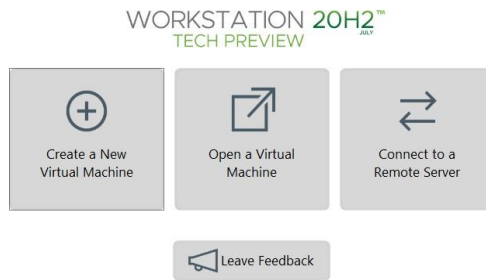 WORKSTATION 20H2™
JULY
TECH PREVIEW
Create a New
Virtual Machine
Open a Virtual
Machine
Connect to a
Remote Server
Leave Feedback